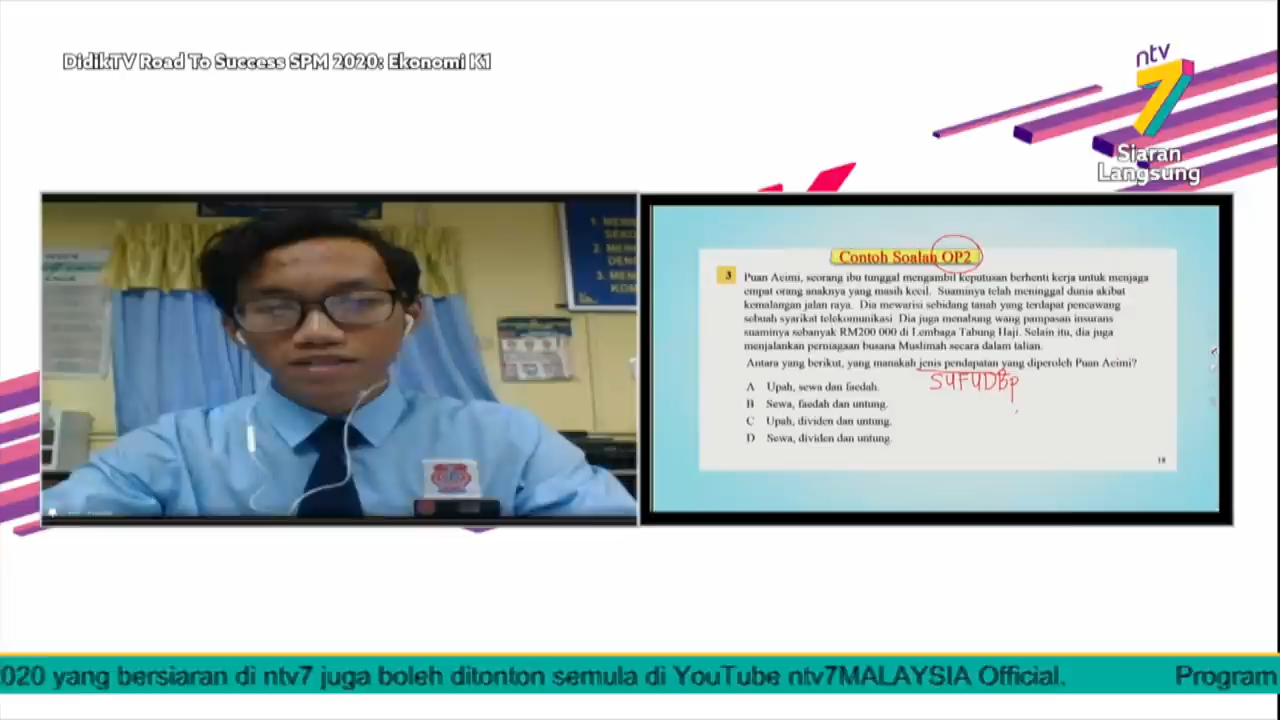 DidikTV Road To Success SPM 2020: Ekonomi K1
ntv
7
Siaran
Langsung
Contoh Soalan OP2
3
Puan Aeimi, seorang ibu tunggal mengambil keputusan berhenti kerja untuk menjaga
empat orang anaknya yang masih kecil. Suaminya telah meninggal dunia akibat
kemalangan jalan raya. Dia mewarisi sebidang tanah yang terdapat pencawang
sebuah syarikat telekomunikasi. Dia juga menabung wang pampasan insurans
suaminya sebanyak RM200 000 di Lembaga Tabung Haji. Selain itu, dia juga
menjalankan perniagaan busana Muslimah secara dalam talian.
Antara yang berikut, yang manakah jenis pendapatan yang diperoleh Puan Aeimi?
SUFUDBP
A Upah, sewa dan faedah.
B Sewa, faedah dan untung.
C Upah, dividen dan untung.
D Sewa, dividen dan untung.
18
020 yang bersiaran di ntv7 juga boleh ditonton semula di YouTube ntv7MALAYSIA Official. Program